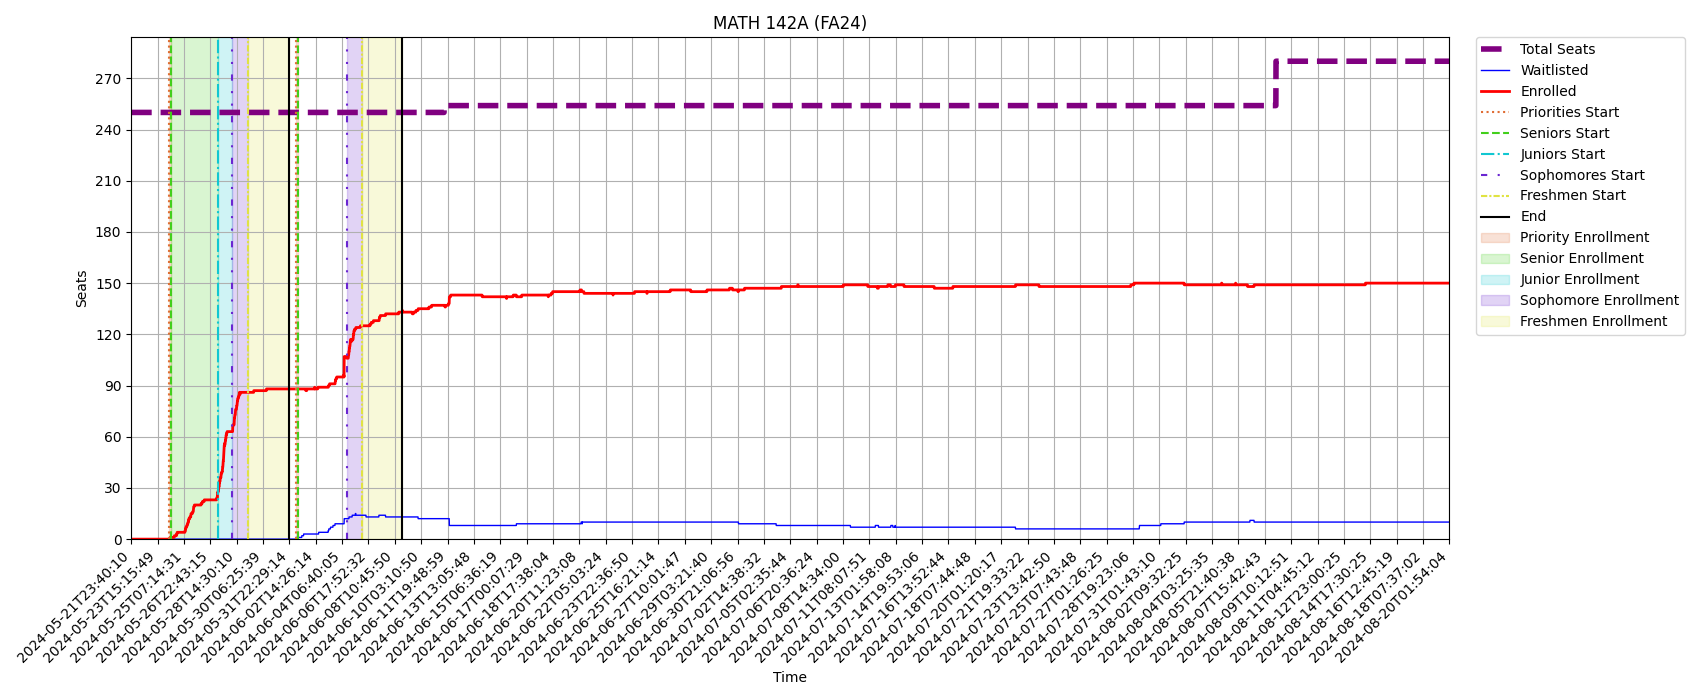 MATH 142A (FA24)
Total Seats
Waitlisted
Enrolled
Priorities Start
Seniors Start
Juniors Start
Sophomores Start
Freshmen Start
End
Priority Enrollment
Senior Enrollment
Junior Enrollment
Sophomore Enrollment
Freshmen Enrollment
Seats
270
240
210
180
150
120
90
60
30
0
2024-05-21T23:40:10
2024-05-23T15:15:49
2024-05-25T07:14:31
2024-05-26T22:43:15
2024-05-28T14:30:16
2024-05-30T06:25:39
2024-05-31T22:29:14
2024-06-02T14:26:14
2024-06-04T06:40:05
2024-06-06T17:52:32
2024-06-08T10:45:50
2024-06-10T03:10:50
2024-06-11T19:48:59
2024-06-13T13:05:48
2024-06-15T06:36:19
2024-06-17T00:07:29
2024-06-18T17:38:04
2024-06-20T11:23:08
2024-06-22T05:03:24
2024-06-23T22:36:50
2024-06-25T16:21:14
2024-06-27T10:01:47
2024-06-29T03:21:40
2024-06-30T21:06:56
2024-07-02T14:38:32
2024-07-05T02:35:44
2024-07-06T20:36:24
2024-07-08T14:34:00
2024-07-11T08:07:51
2024-07-13T01:58:08
2024-07-14T19:53:06
2024-07-16T13:52:44
2024-07-18T07:44:48
2024-07-20T01:20:17
2024-07-21T19:33:22
2024-07-23T13:42:50
2024-07-25T07:43:48
2024-07-27T01:26:25
2024-07-28T19:23:06
2024-07-31T01:43:10
2024-08-02T09:32:25
2024-08-04T03:25:35
2024-08-05T21:40:38
2024-08-07T15:42:43
2024-08-09T10:12:51
2024-08-11T04:45:12
2024-08-12T23:00:25
2024-08-14T17:30:25
2024-08-16T12:45:19
2024-08-18T07:37:02
2024-08-20T01:54:04
Time